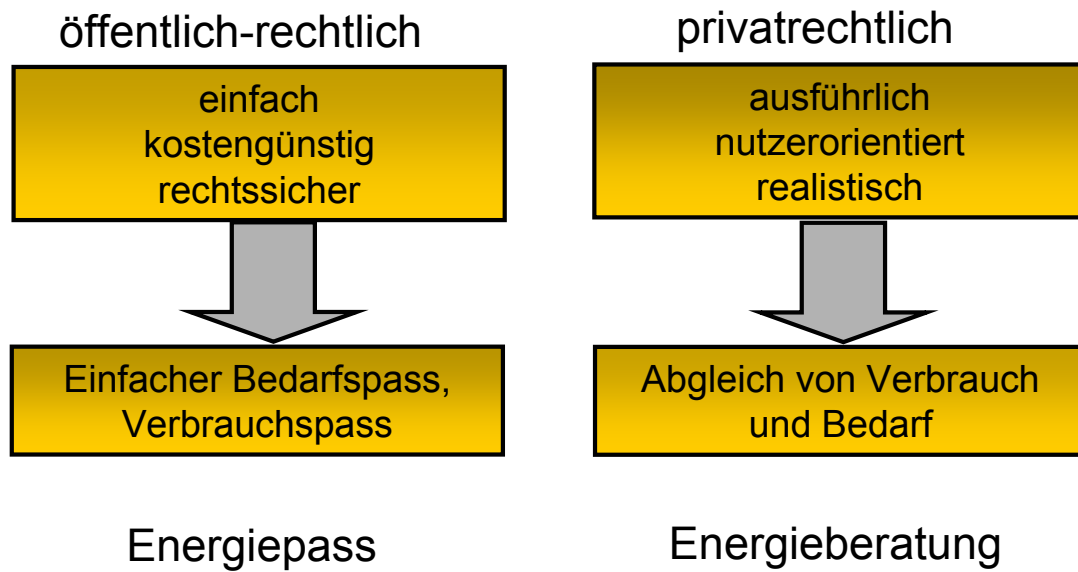 öffentlich-rechtlich
einfach
kostengünstig
rechtssicher
Einfacher Bedarfspass,
Verbrauchspass
Energiepass
privatrechtlich
ausführlich
nutzerorientiert
realistisch
Abgleich von Verbrauch
und Bedarf
Energieberatung